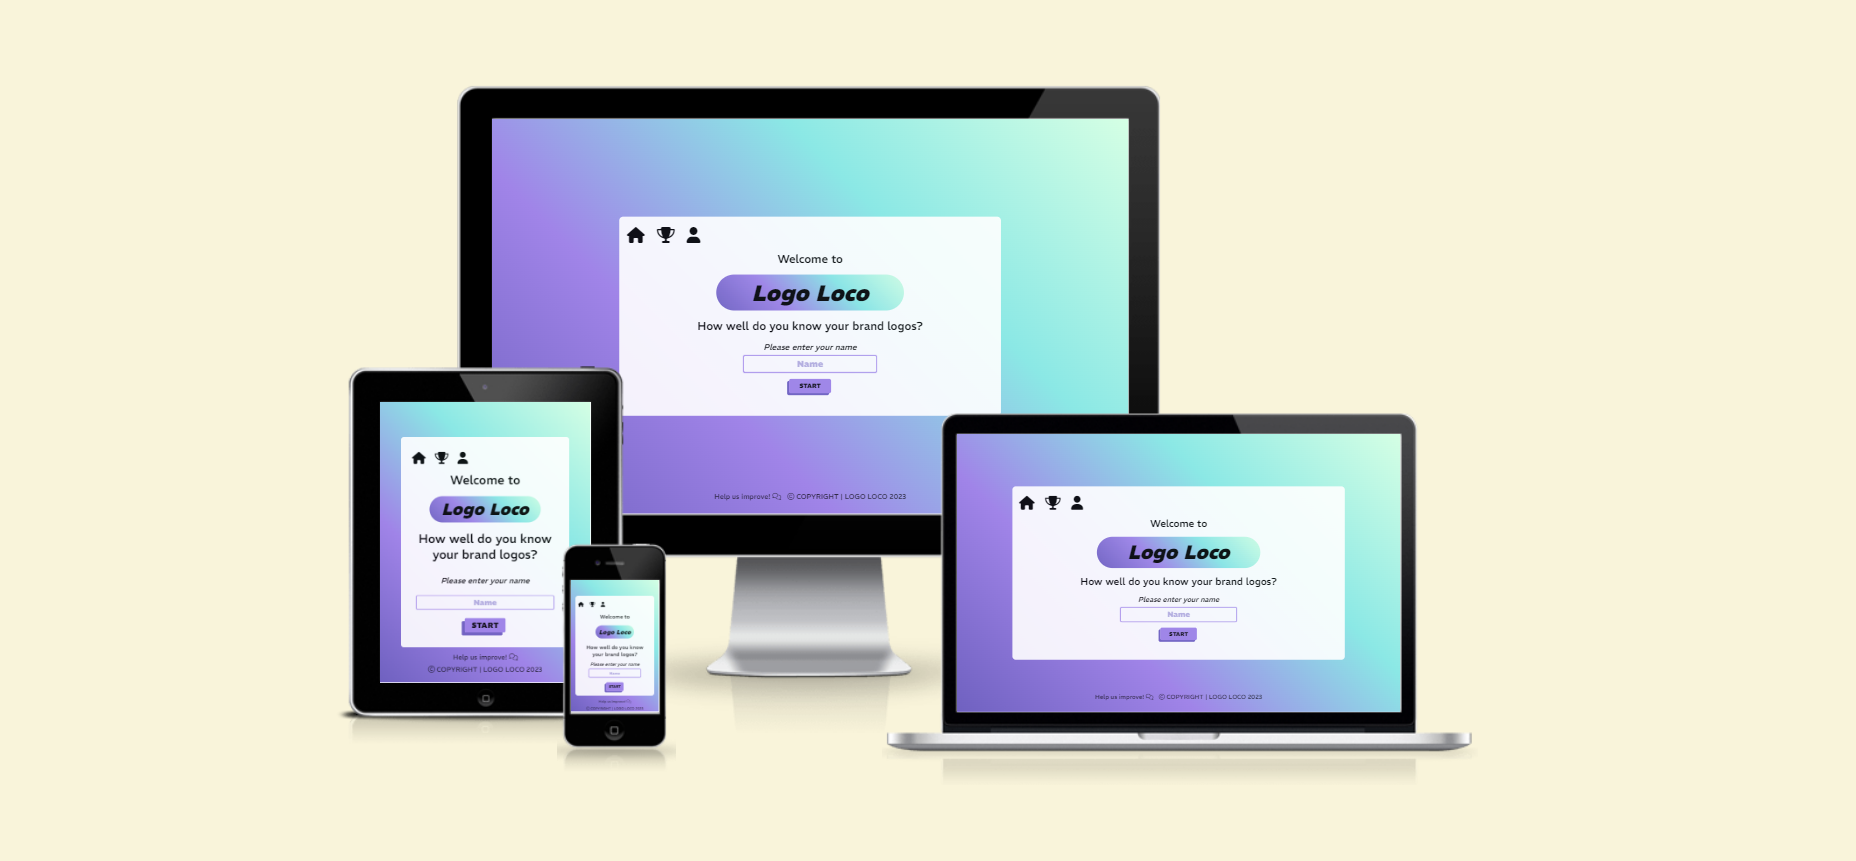 Welcome to
Logo Loco
How well do you know your brand logos?
Please enter your name
Name
START
Help us improve! © COPYRIGHT | LOGO LOCO 2023
Welcome to
Logo Loco
How well do you know
your brand logos?
Please enter your name
Name
START
Help us improve!
© COPYRIGHT | LOGO LOCO 2023
Welcome to
Logo Loco
How well do you know
your brand logos?
Please enter your name
Name
START
Help us improve!
© COPYRIGHT | LOGO LOCO 2023
Welcome to
Logo Loco
How well do you know your brand logos?
Please enter your name
Name
START
Help us improve! © COPYRIGHT | LOGO LOCO 2023